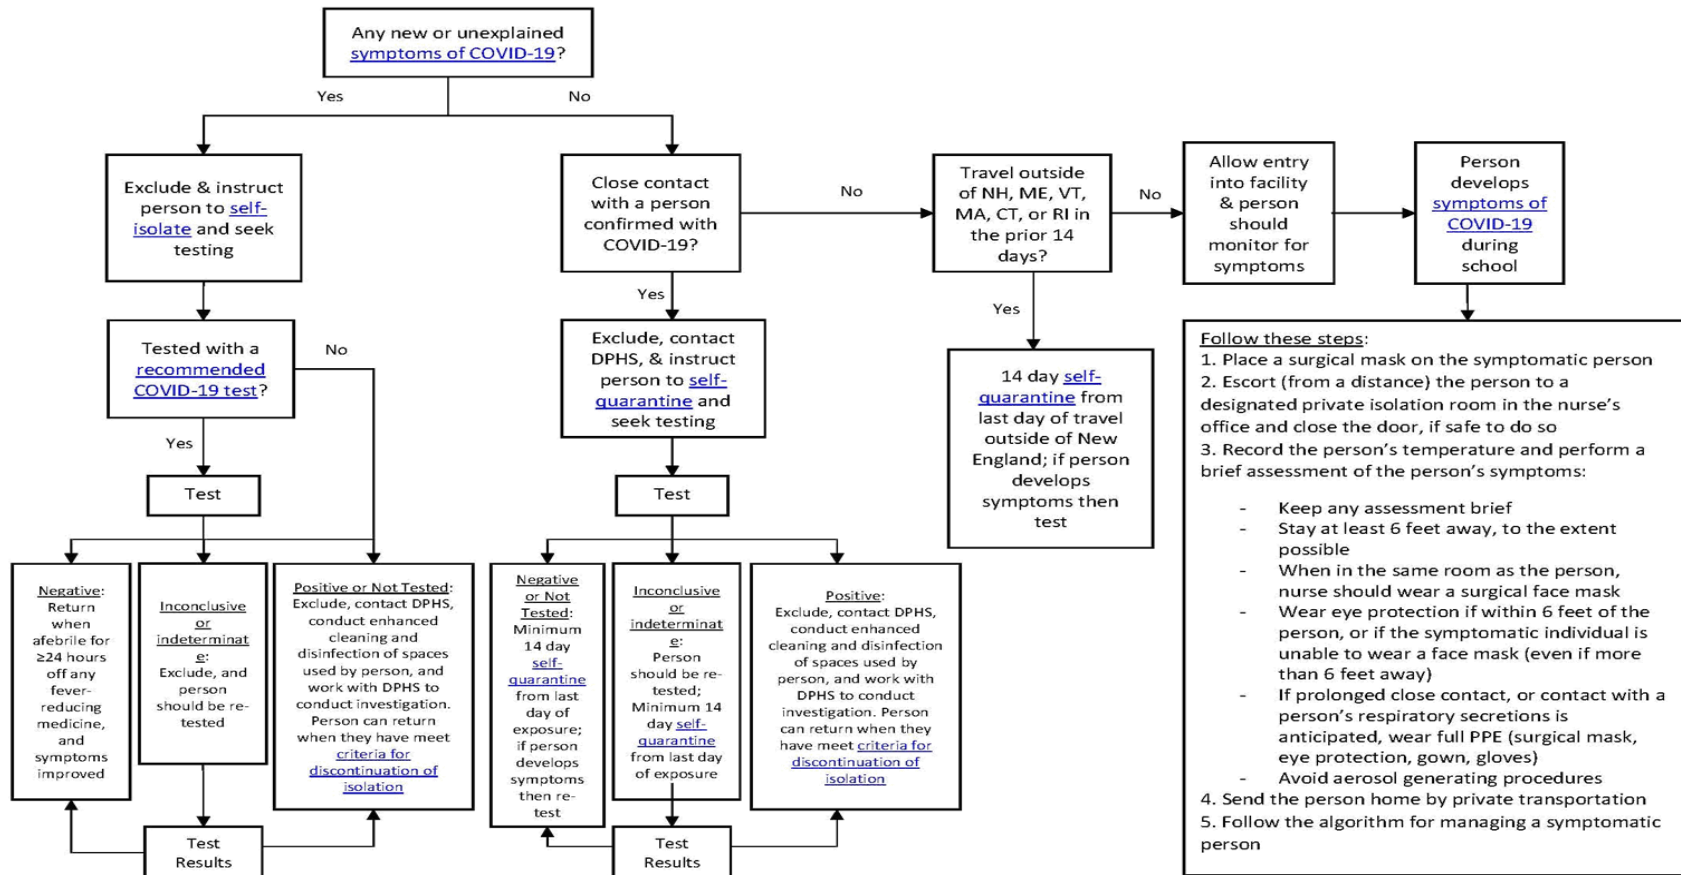 Any new or unexplained
symptoms of COVID-19?
Yes
No
Exclude & instruct
person to self-
isolate and seek
testing
Close contact
with a person
confirmed with
COVID-19?
No
Travel outside
of NH, ME, VT,
MA, CT, or RI in
the prior 14
days?
No
Allow entry
into facility
& person
should
monitor for
symptoms
Person
develops
symptoms of
COVID-19
during
school
Yes
Yes
Tested with a
recommended
COVID-19 test?
No
Exclude, contact
DPHS, & instruct
person to self-
quarantine and
seek testing
14 day self-
quarantine from
last day of travel
outside of New
England; if person
develops
symptoms then
test
Yes
Test
Test
Negative:
Return
when
afebrile for
≥24 hours
off any
fever-
reducing
medicine,
and
symptoms
improved
Inconclusive
or
indeterminate
e:
Exclude, and
person
should be re-
tested
Positive or Not Tested:
Exclude, contact DPHS,
conduct enhanced
cleaning and
disinfection of spaces
used by person, and
work with DPHS to
conduct investigation.
Person can return
when they have meet
criteria for
discontinuation of
isolation
Test
Results
Negative
or Not
Tested:
Minimum
14 day
self-
quarantine
from last
day of
exposure;
if person
develops
symptoms
then re-
test
Inconclusive
or
indeterminat
e:
Person
should be re-
tested;
Minimum 14
day self-
quarantine
from last day
of exposure
Positive:
Exclude, contact DPHS,
conduct enhanced
cleaning and disinfection
of spaces used by
person, and work with
DPHS to conduct
investigation. Person
can return when they
have meet criteria for
discontinuation of
isolation
Test
Results
Follow these steps:
1. Place a surgical mask on the symptomatic person
2. Escort (from a distance) the person to a
designated private isolation room in the nurse's
office and close the door, if safe to do so
3. Record the person's temperature and perform a
brief assessment of the person's symptoms:
- Keep any assessment brief
- Stay at least 6 feet away, to the extent
possible
- When in the same room as the person,
nurse should wear a surgical face mask
- Wear eye protection if within 6 feet of the
person, or if the symptomatic individual is
unable to wear a face mask (even if more
than 6 feet away)
- If prolonged close contact, or contact with a
person's respiratory secretions is
anticipated, wear full PPE (surgical mask,
eye protection, gown, gloves)
- Avoid aerosol generating procedures
4. Send the person home by private transportation
5. Follow the algorithm for managing a symptomatic
person